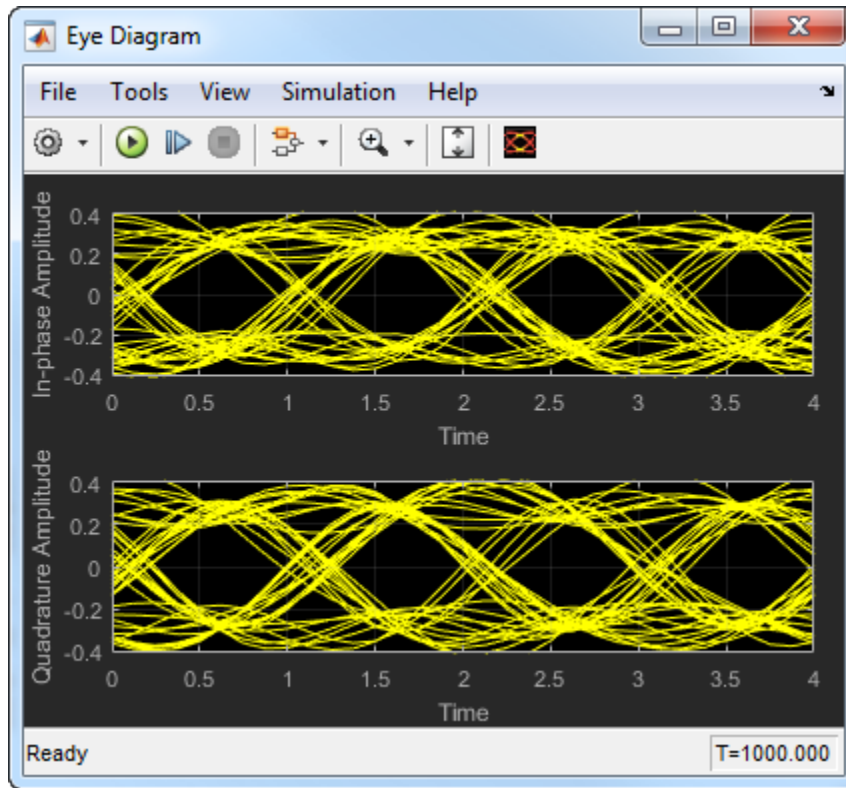 Eye Diagram
File Tools View Simulation Help
In-phase Amplitude
0.4
0.2
0
-0.2
-0.4
0 0.5 1 1.5 2 2.5 3 3.5 4
Time
Quadrature Amplitude
0.4
0.2
0
-0.2
-0.4
0 0.5 1 1.5 2 2.5 3 3.5 4
Time
Ready T=1000.000